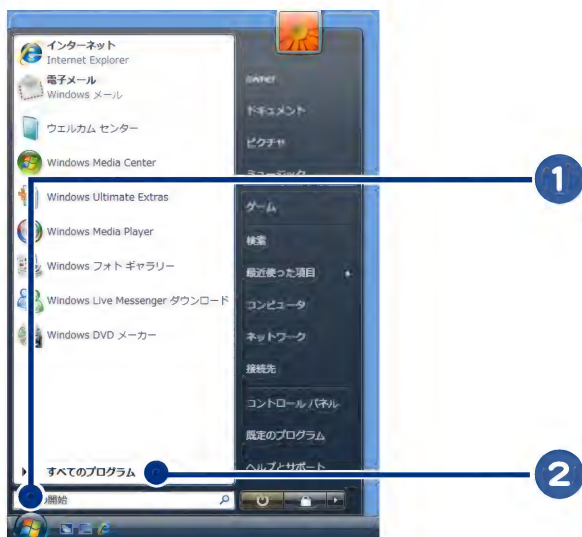 インターネット
Internet Explorer
電子メール
Windows メール
ウェルカム センター
Windows Media Center
Windows Ultimate Extras
Windows Media Player
Windows フォト ギャラリー
Windows Live Messenger ダウンロード
Windows DVD メーカー
すべてのプログラム
の開始
owner
ドキュメント
ピクチャ
ミュージック
ゲーム
検索
最近使った項目
コンピュータ
ネットワーク
接続先
コントロール パネル
既定のプログラム
ヘルプとサポート
1
2